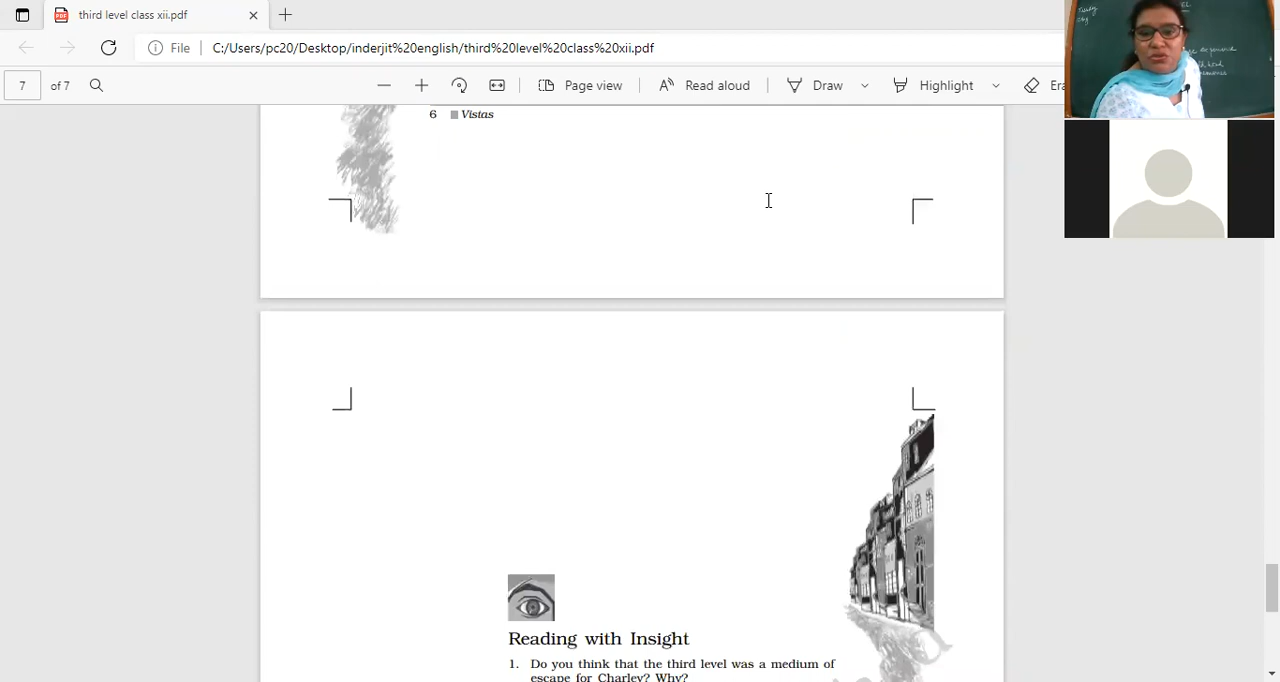 third level class xii.pdf
File C:/Users/pc20/Desktop/inderjit%20english/third%20level%20class%20xii.pdf
7 of 7 Page view Read aloud Draw Highlight Era
6 Vistas
Reading with Insight
1. Do you think that the third level was a medium of
escape for Charley? Why?